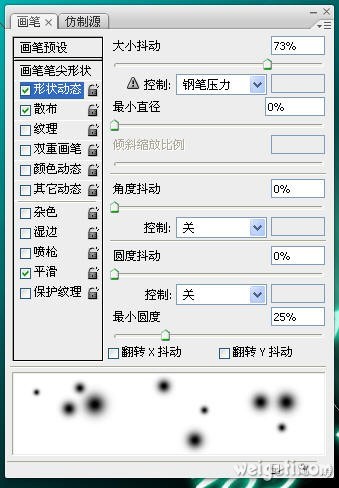 画笔 × 仿制源
画笔预设
画笔笔尖形状
形状动态
散布
纹理
双重画笔
颜色动态
其它动态
杂色
湿边
喷枪
平滑
保护纹理
大小抖动 73%
控制: 钢笔压力
最小直径 0%
倾斜缩放比例
角度抖动 0%
控制: 关
圆度抖动 0%
控制: 关
最小圆度 25%
翻转 X 抖动 翻转 Y 抖动